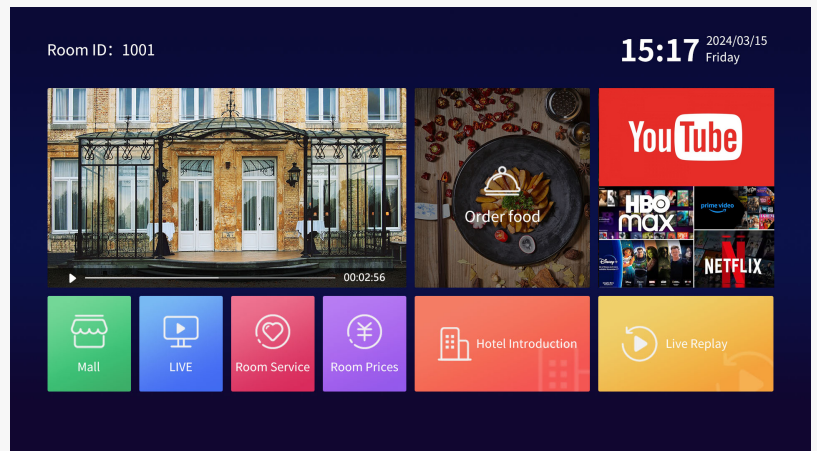 Room ID: 1001
15:17
2024/03/15
Friday
00:02:56
Order food
YouTube
HBO
max
prime video
Disney+
NETFLIX
Mall
LIVE
Room Service
Room Prices
Hotel Introduction
Live Replay